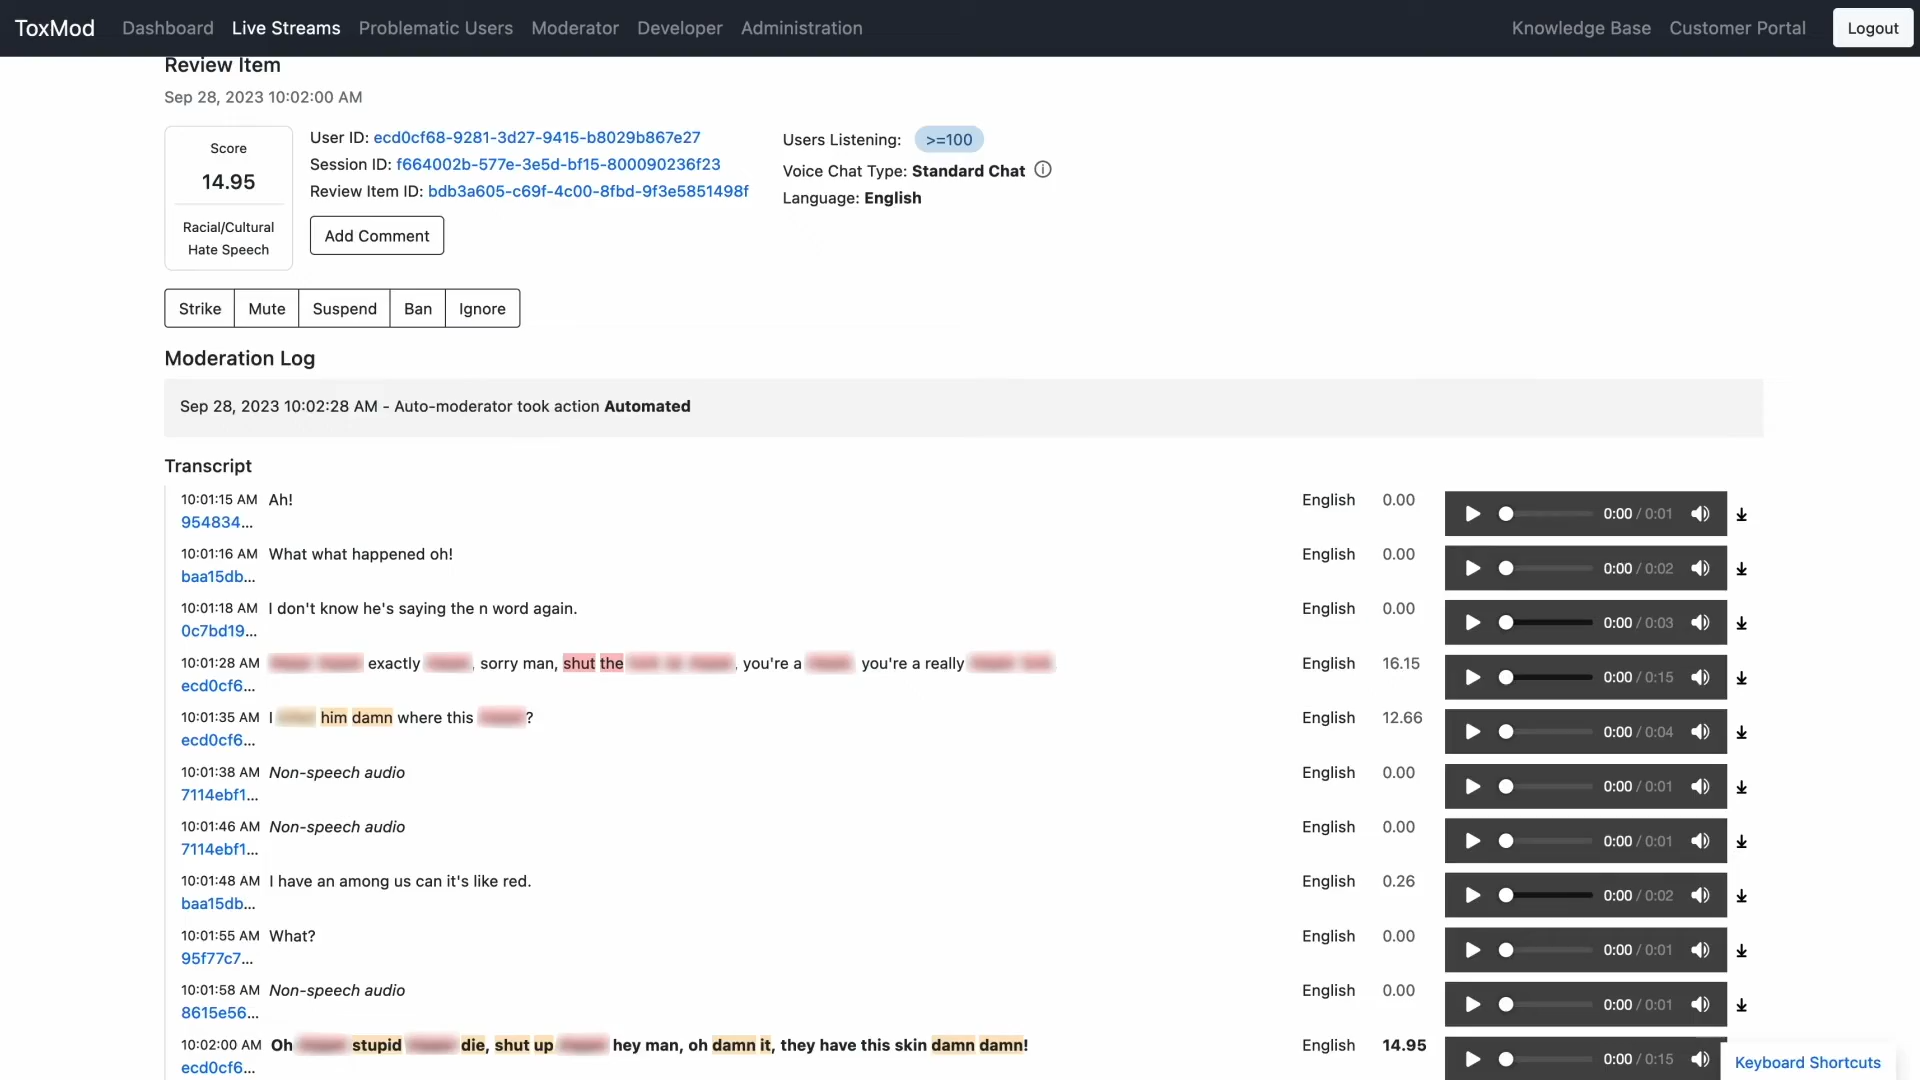 ToxMod Dashboard Live Streams Problematic Users Moderator Developer Administration Knowledge Base Customer Portal Logout
Review Item
Sep 28, 2023 10:02:00 AM
Score
14.95
Racial/Cultural
Hate Speech
User ID: ecd0cf68-9281-3d27-9415-b8029b867e27
Session ID: f664002b-577e-3e5d-bf15-800090236f23
Review Item ID: bdb3a605-c69f-4c00-8fbd-9f3e5851498f
Add Comment
Users Listening: >=100
Voice Chat Type: Standard Chat
Language: English
Strike Mute Suspend Ban Ignore
Moderation Log
Sep 28, 2023 10:02:28 AM - Auto-moderator took action Automated
Transcript
10:01:15 AM Ah! English 0.00 0:00 / 0:01
954834...
10:01:16 AM What what happened oh! English 0.00 0:00 / 0:02
baa15db...
10:01:18 AM I don't know he's saying the n word again. English 0.00 0:00 / 0:03
0c7bd19...
10:01:28 AM exactly , sorry man, shut the , you're a you're a really English 16.15 0:00 / 0:15
ecd0cf6...
10:01:35 AM I him damn where this ? English 12.66 0:00 / 0:04
ecd0cf6...
10:01:38 AM Non-speech audio English 0.00 0:00 / 0:01
7114ebf1...
10:01:46 AM Non-speech audio English 0.00 0:00 / 0:01
7114ebf1...
10:01:48 AM I have an among us can it's like red. English 0.26 0:00 / 0:02
baa15db...
10:01:55 AM What? English 0.00 0:00 / 0:01
95f77c7...
10:01:58 AM Non-speech audio English 0.00 0:00 / 0:01
8615e56...
10:02:00 AM Oh stupid die, shut up hey man, oh damn it, they have this skin damn damn! English 14.95 0:00 / 0:15
ecd0cf6...
Keyboard Shortcuts